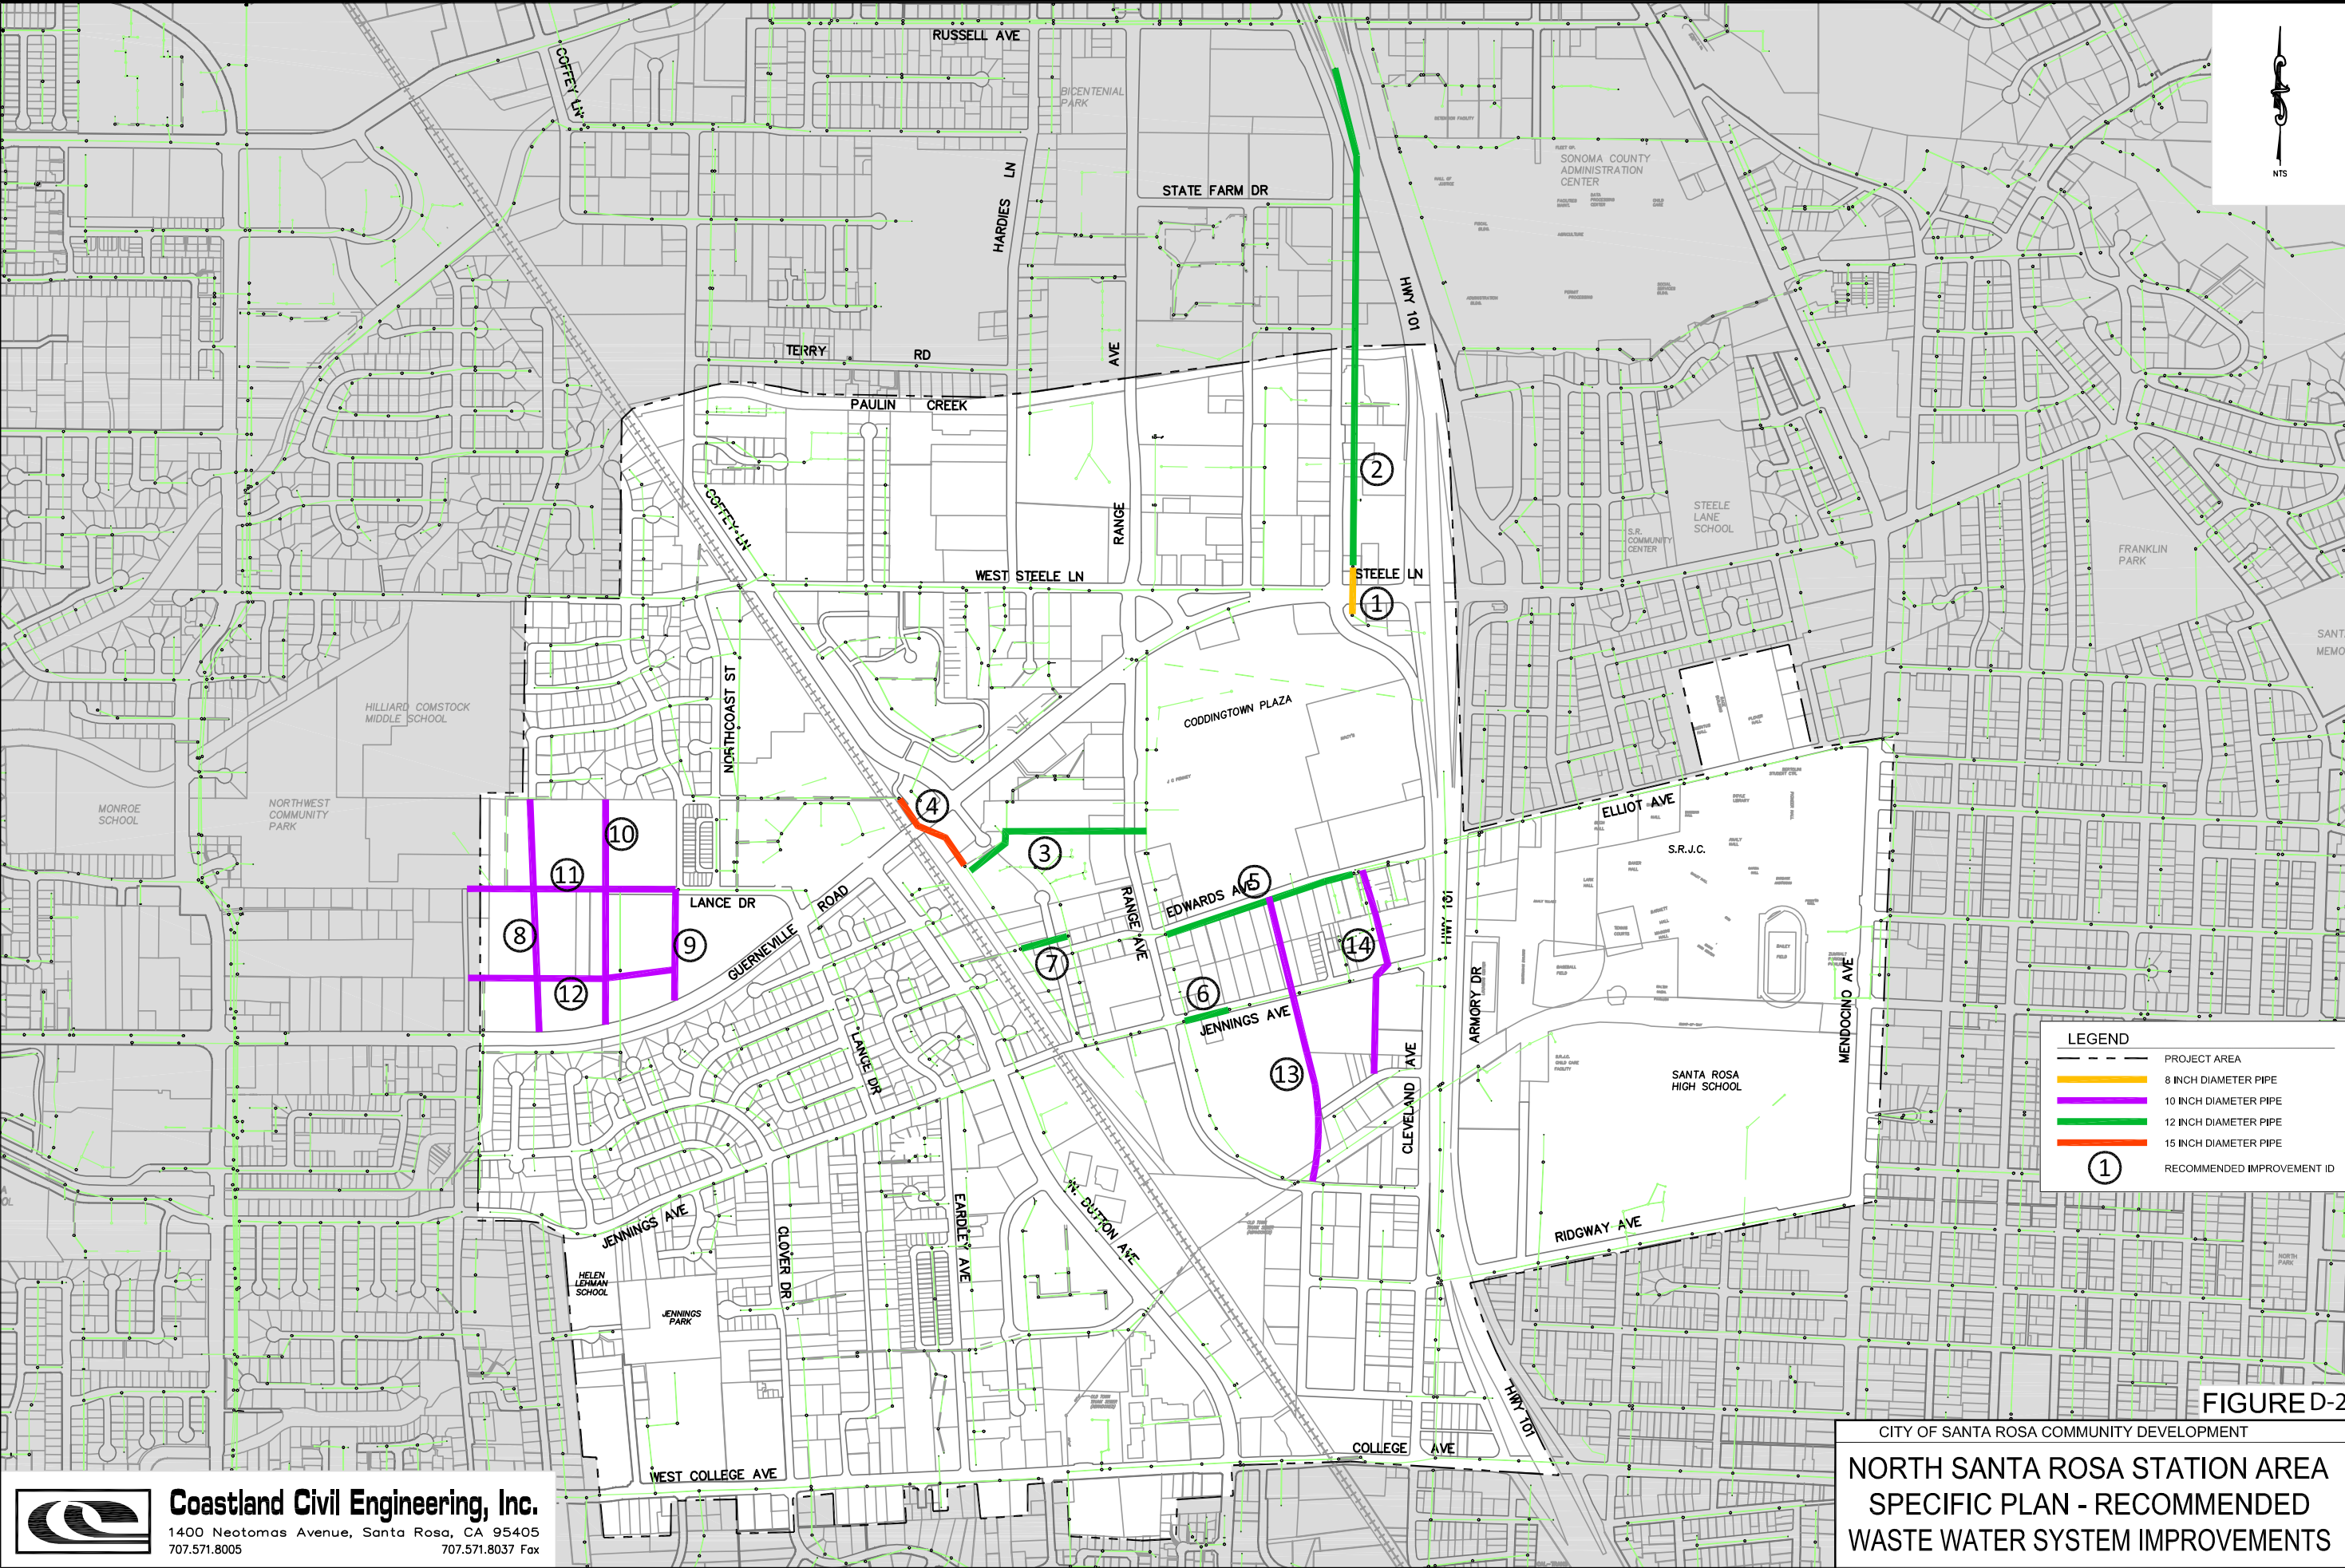 RUSSELL AVE
COFFEY LN
BICENTENIAL
PARK
HARDIES LN
STATE FARM DR
SONOMA COUNTY
ADMINISTRATION
CENTER
NTS
HWY 101
TERRY RD
AVE
PAULIN CREEK
COFFEY LN
RANGE
2
STEELE
LANE
SCHOOL
S.R.
COMMUNITY
CENTER
FRANKLIN
PARK
WEST STEELE LN
STEELE LN
1
SANT
MEMO
NORTHCOAST ST
HILLIARD COMSTOCK
MIDDLE SCHOOL
CODDINGTOWN PLAZA
J C PENNEY
MONROE
SCHOOL
NORTHWEST
COMMUNITY
PARK
4
10
3
ELLIOT AVE
S.R.J.C.
11
LANCE DR
GUERNEVILLE ROAD
RANGE AVE
EDWARDS AVE
5
HWY 101
8
9
7
14
12
6
JENNINGS AVE
ARMORY DR
MENDOCINO AVE
LANCE DR
13
CLEVELAND AVE
SANTA ROSA
HIGH SCHOOL
LEGEND
PROJECT AREA
8 INCH DIAMETER PIPE
10 INCH DIAMETER PIPE
12 INCH DIAMETER PIPE
15 INCH DIAMETER PIPE
1 RECOMMENDED IMPROVEMENT ID
JENNINGS AVE
CLOVER DR
EARDLEY AVE
N. DUTTON AVE
RIDGWAY AVE
HELEN
LEHMAN
SCHOOL
JENNINGS
PARK
NORTH
PARK
HWY 101
COLLEGE AVE
WEST COLLEGE AVE
FIGURE D-2
CITY OF SANTA ROSA COMMUNITY DEVELOPMENT
NORTH SANTA ROSA STATION AREA
SPECIFIC PLAN - RECOMMENDED
WASTE WATER SYSTEM IMPROVEMENTS
Coastland Civil Engineering, Inc.
1400 Neotomas Avenue, Santa Rosa, CA 95405
707.571.8005 707.571.8037 Fax